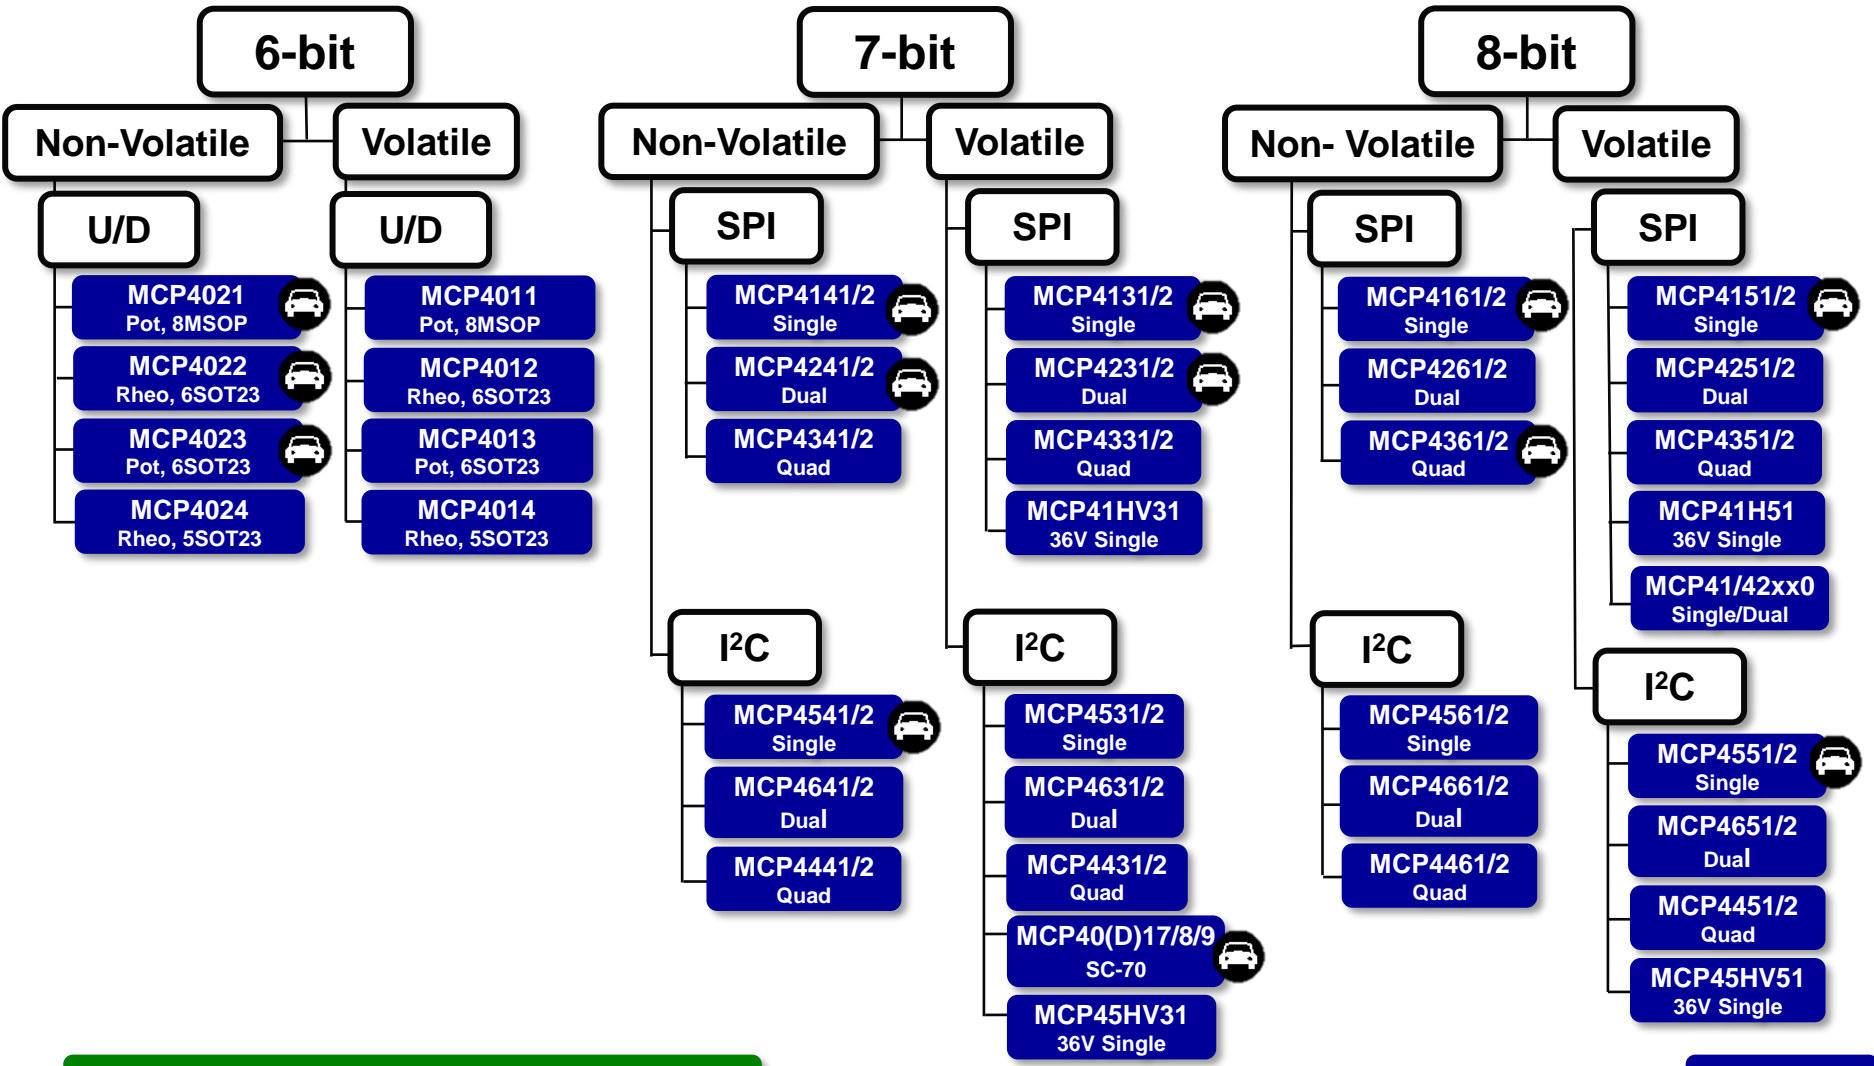 6-bit
Non-Volatile
Volatile
U/D
MCP4021
Pot, 8MSOP
MCP4022
Rheo, 6SOT23
MCP4023
Pot, 6SOT23
MCP4024
Rheo, 5SOT23
U/D
MCP4011
Pot, 8MSOP
MCP4012
Rheo, 6SOT23
MCP4013
Pot, 6SOT23
MCP4014
Rheo, 5SOT23
7-bit
Non-Volatile
Volatile
SPI
MCP4141/2
Single
MCP4241/2
Dual
MCP4341/2
Quad
I²C
MCP4541/2
Single
MCP4641/2
Dual
MCP4441/2
Quad
SPI
MCP4131/2
Single
MCP4231/2
Dual
MCP4331/2
Quad
MCP41HV31
36V Single
I²C
MCP4531/2
Single
MCP4631/2
Dual
MCP4431/2
Quad
MCP40(D)17/8/9
SC-70
MCP45HV31
36V Single
8-bit
Non- Volatile
Volatile
SPI
MCP4161/2
Single
MCP4261/2
Dual
MCP4361/2
Quad
I²C
MCP4561/2
Single
MCP4661/2
Dual
MCP4461/2
Quad
SPI
MCP4151/2
Single
MCP4251/2
Dual
MCP4351/2
Quad
MCP41H51
36V Single
MCP41/42xx0
Single/Dual
I²C
MCP4551/2
Single
MCP4651/2
Dual
MCP4451/2
Quad
MCP45HV51
36V Single